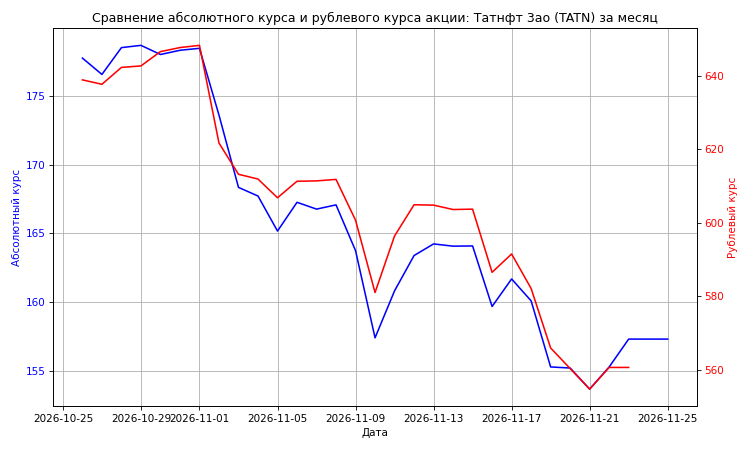 Сравнение абсолютного курса и рублевого курса акции: Татнфт 3ао (TATN) за месяц
Абсолютный курс
175
170
165
160
155
640
620
600
580
560
Рублевый курс
2026-10-25 2026-10-29 2026-11-01 2026-11-05 2026-11-09 2026-11-13 2026-11-17 2026-11-21 2026-11-25
Дата